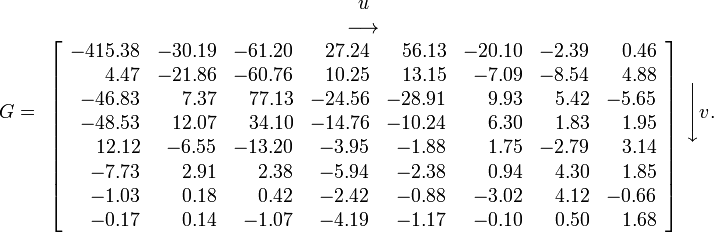 u
⟶
−415.38 −30.19 −61.20 27.24 56.13 −20.10 −2.39 0.46
4.47 −21.86 −60.76 10.25 13.15 −7.09 −8.54 4.88
−46.83 7.37 77.13 −24.56 −28.91 9.93 5.42 −5.65
G = −48.53 12.07 34.10 −14.76 −10.24 6.30 1.83 1.95 ↓ v.
12.12 −6.55 −13.20 −3.95 −1.88 1.75 −2.79 3.14
−7.73 2.91 2.38 −5.94 −2.38 0.94 4.30 1.85
−1.03 0.18 0.42 −2.42 −0.88 −3.02 4.12 −0.66
−0.17 0.14 −1.07 −4.19 −1.17 −0.10 0.50 1.68